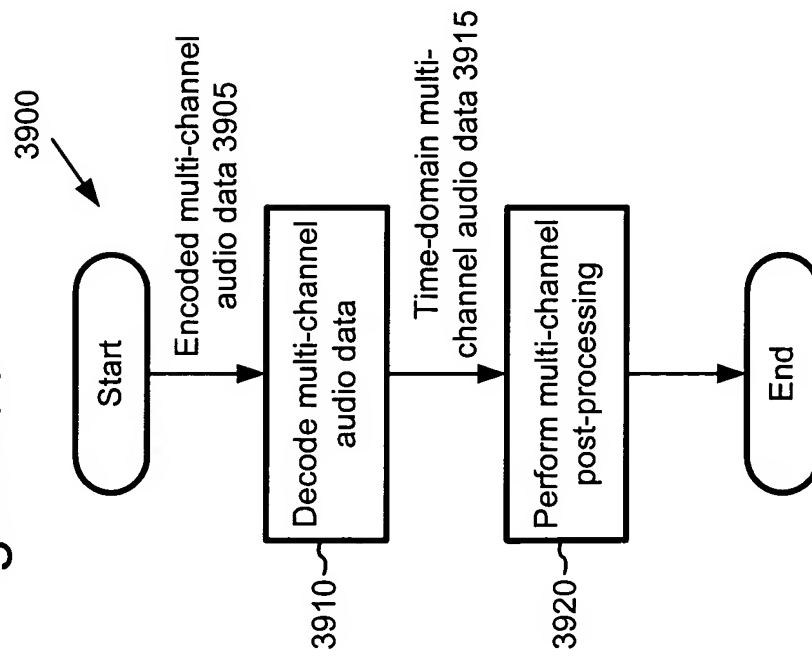 3900
Start
Encoded multi-channel
audio data 3905
3910
Decode multi-channel
audio data
Time-domain multi-
channel audio data 3915
3920
Perform multi-channel
post-processing
End